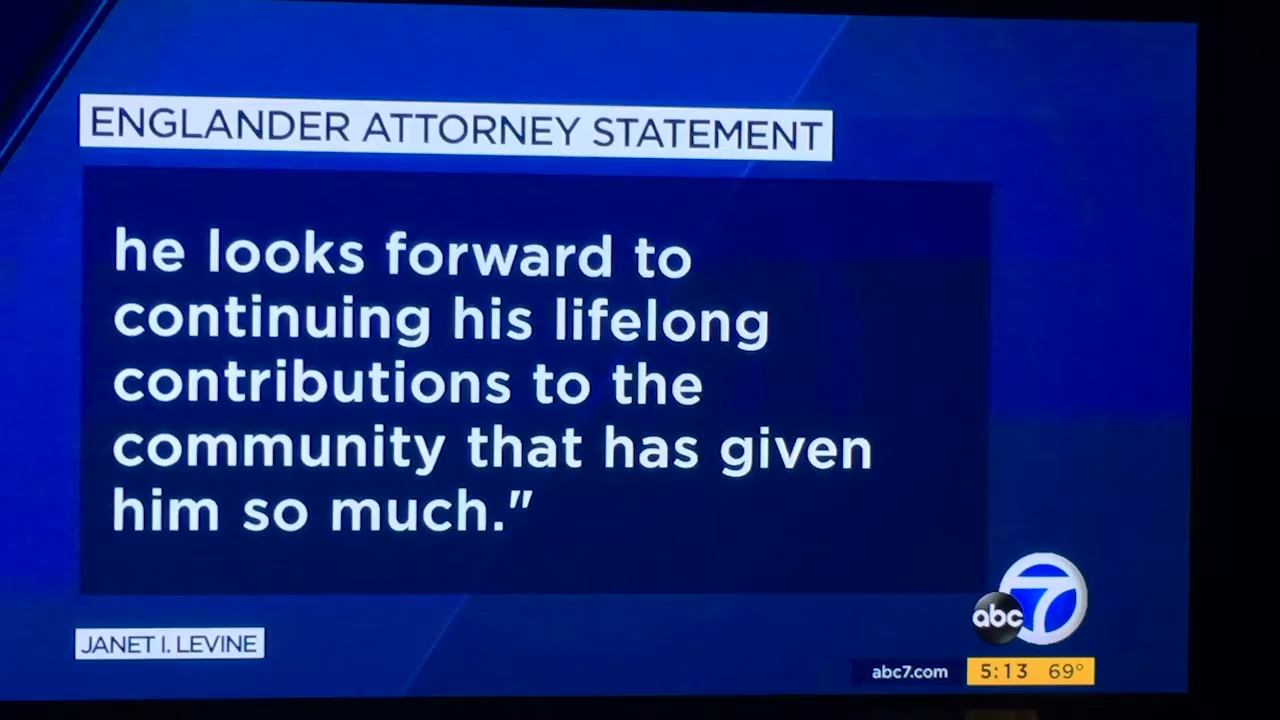 ENGLANDER ATTORNEY STATEMENT
he looks forward to
continuing his lifelong
contributions to the
community that has given
him so much."
JANET I. LEVINE
abc 7
abc7.com 5:13 69°